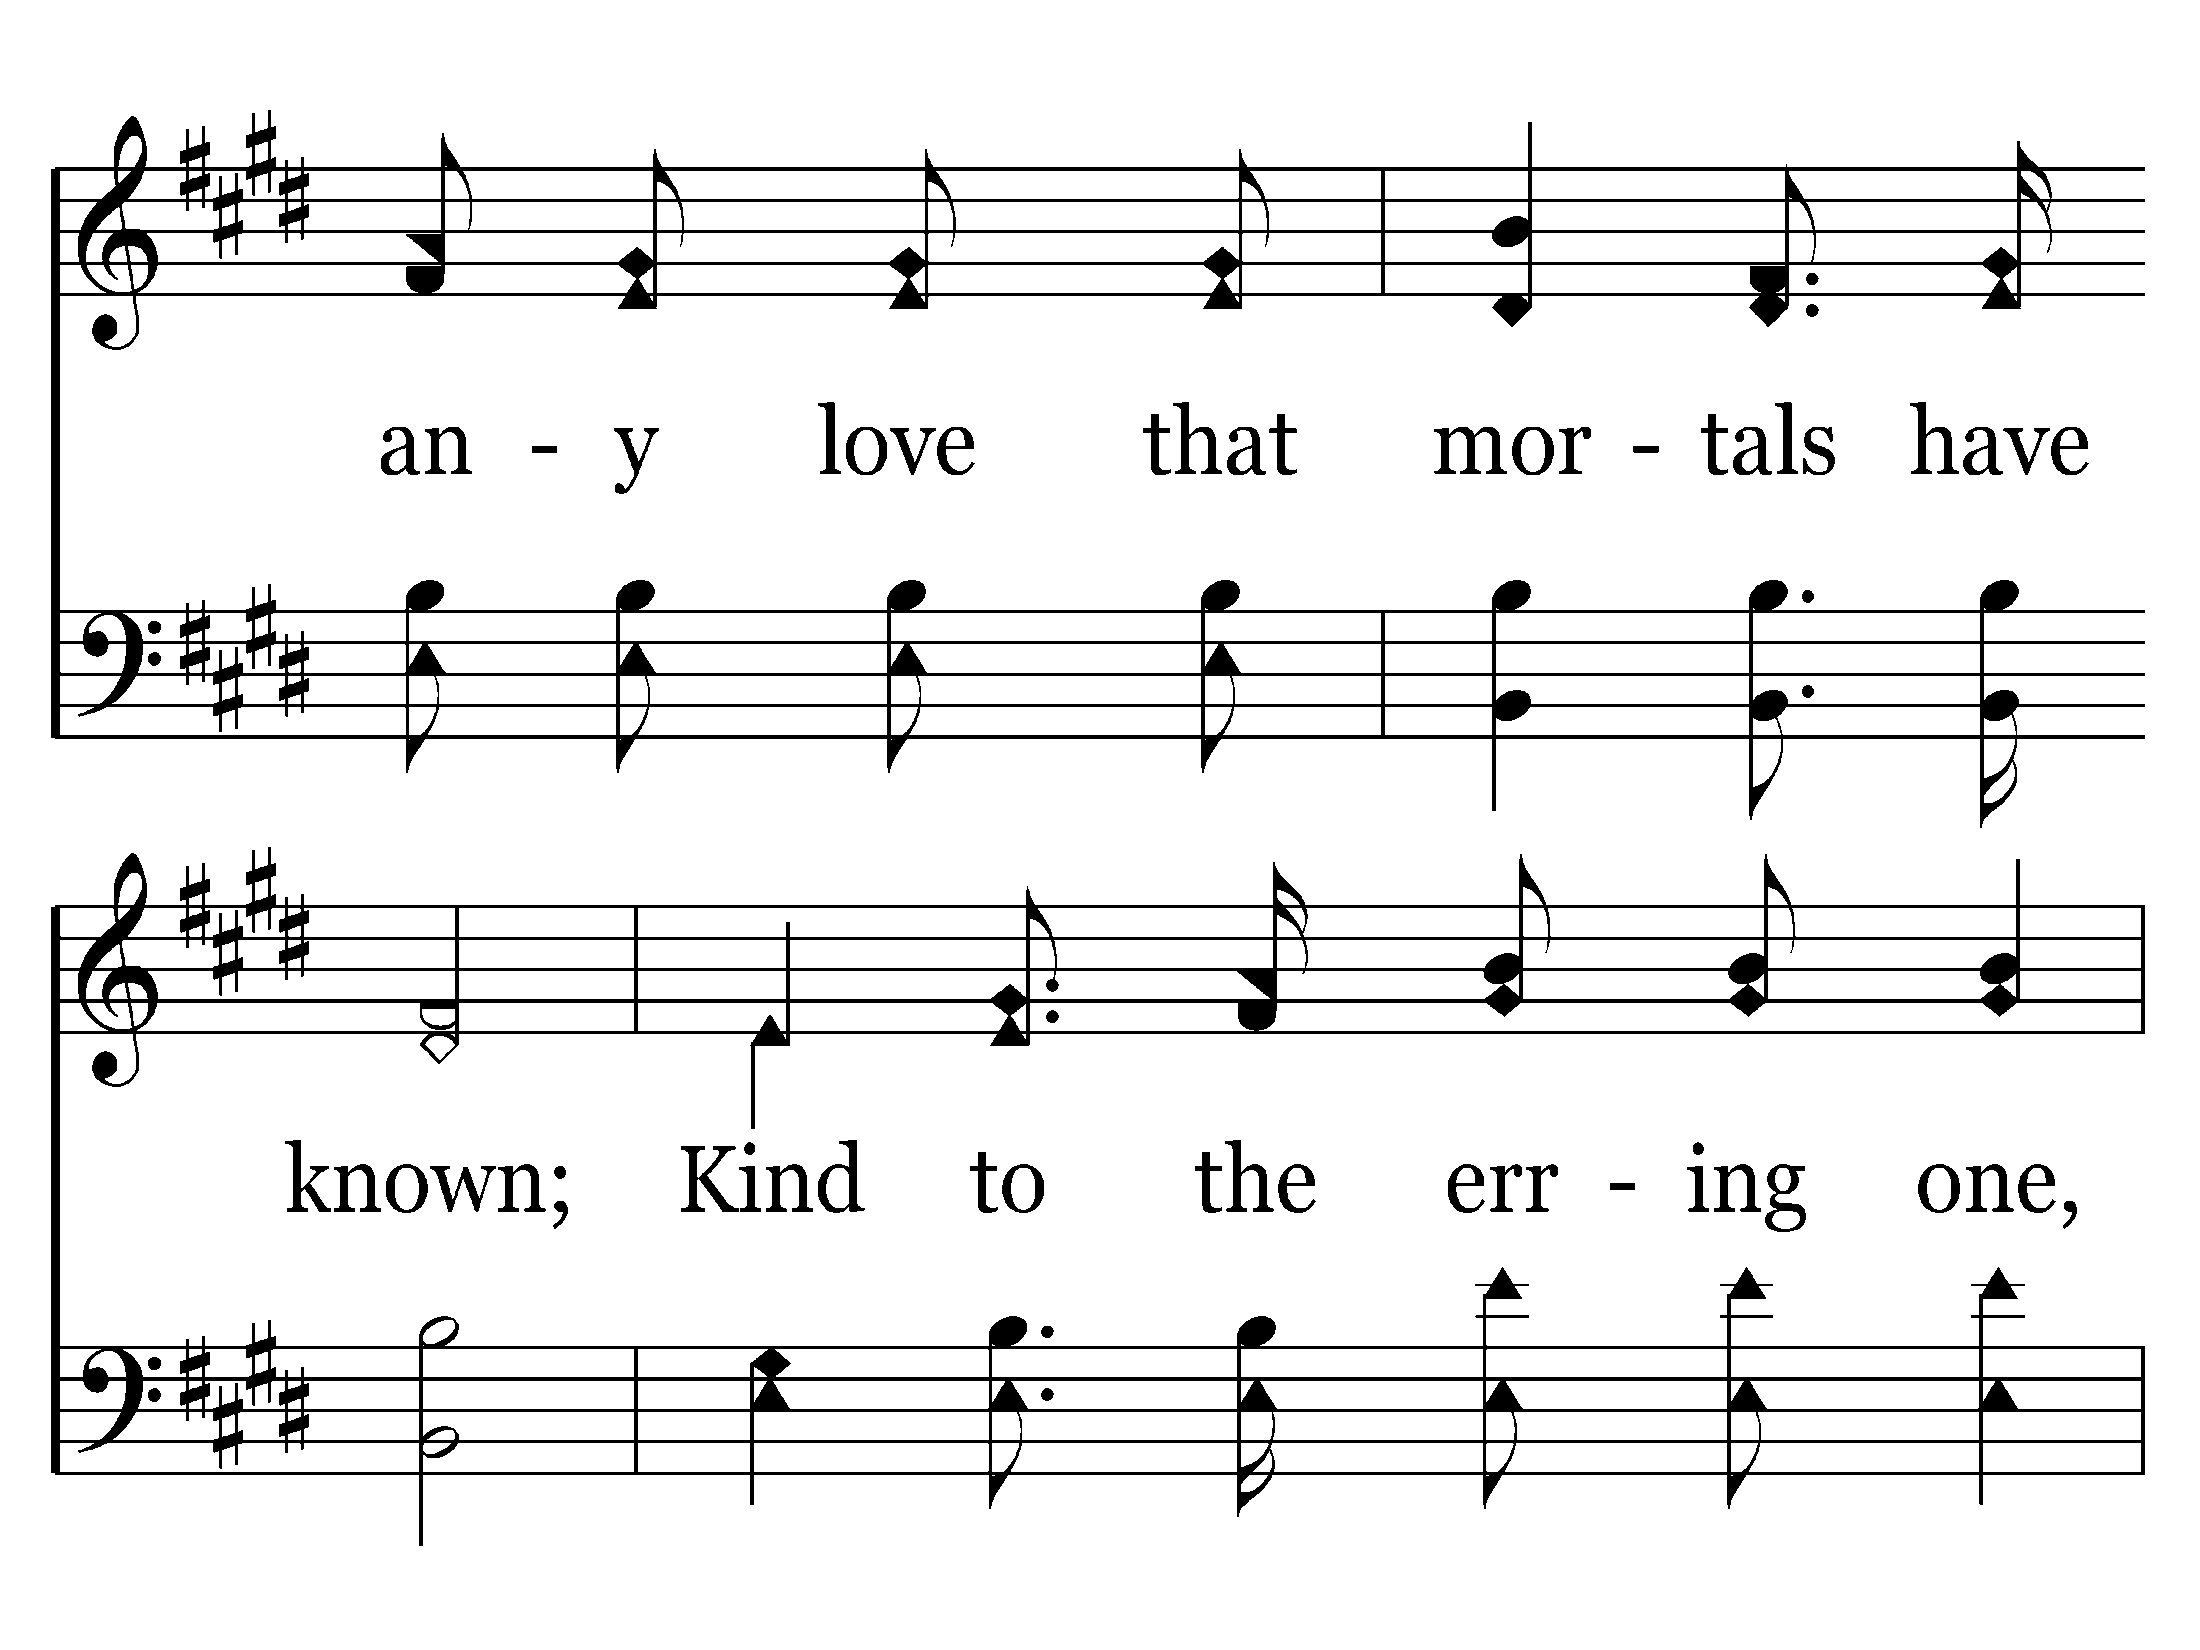 an - y love that mor - tals have
known; Kind to the err - ing one,